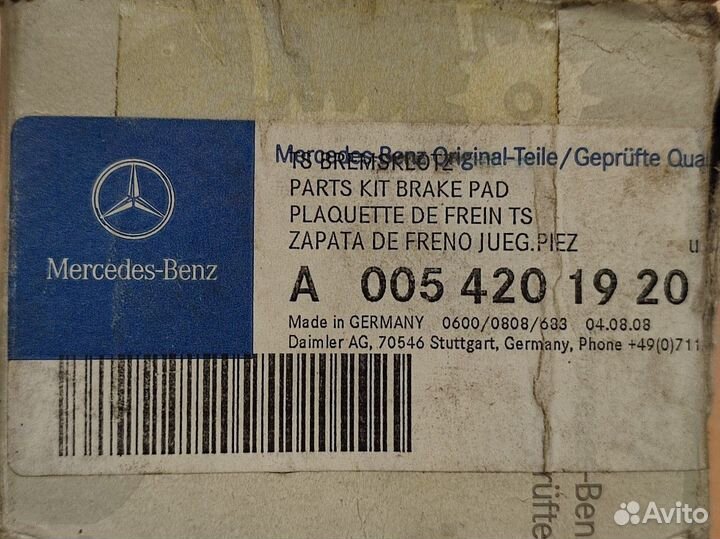 Mercedes-Benz Original-Teile/Geprüfte Qua
TS BREMSKLOTZ
PARTS KIT BRAKE PAD
PLAQUETTE DE FREIN TS
ZAPATA DE FRENO JUEG.PIEZ u
A 005 420 19 20
Made in GERMANY 0600/0808/683 04.08.08
Daimler AG, 70546 Stuttgart, Germany, Phone +49(0)711
Mercedes-Benz
-Ben
rüfte
Avito